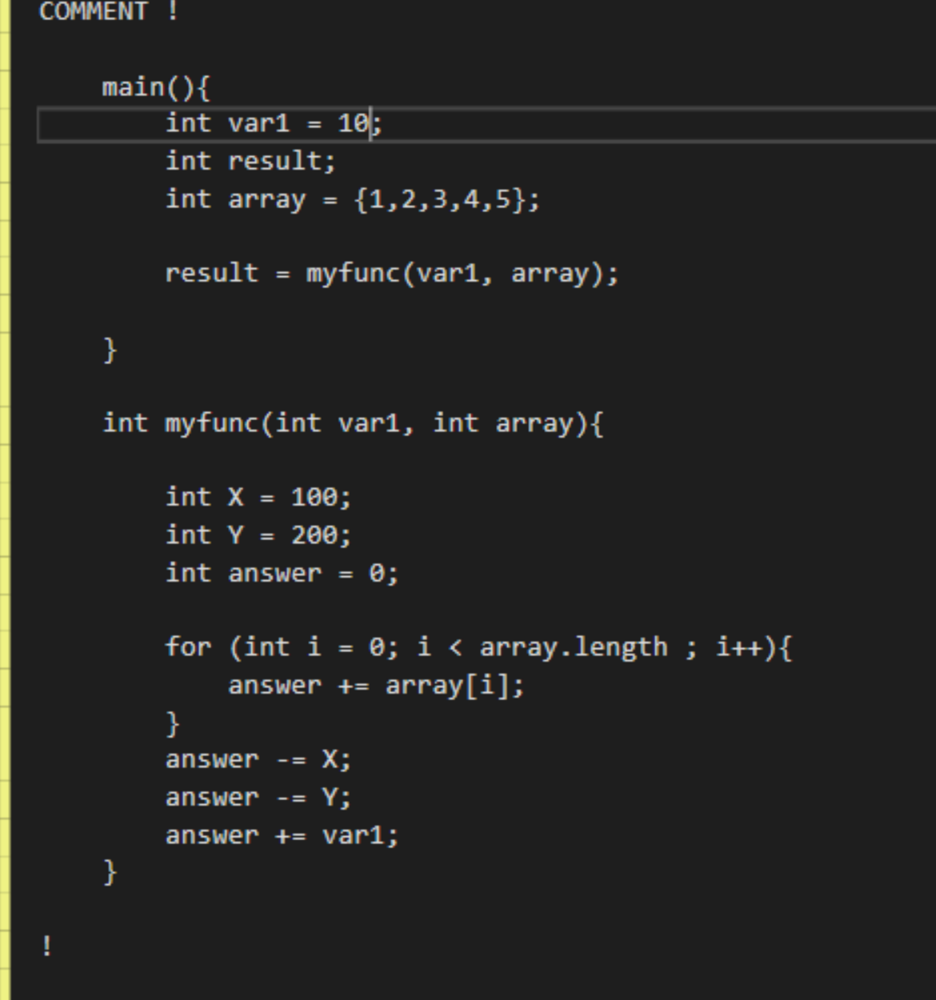 COMMENT !
main(){
int var1 = 10;
int result;
int array = {1,2,3,4,5};
result = myfunc(var1, array);
}
int myfunc(int var1, int array){
int X = 100;
int Y = 200;
int answer = 0;
for (int i = 0; i < array.length ; i++){
answer += array[i];
}
answer -= X;
answer -= Y;
answer += var1;
}
!